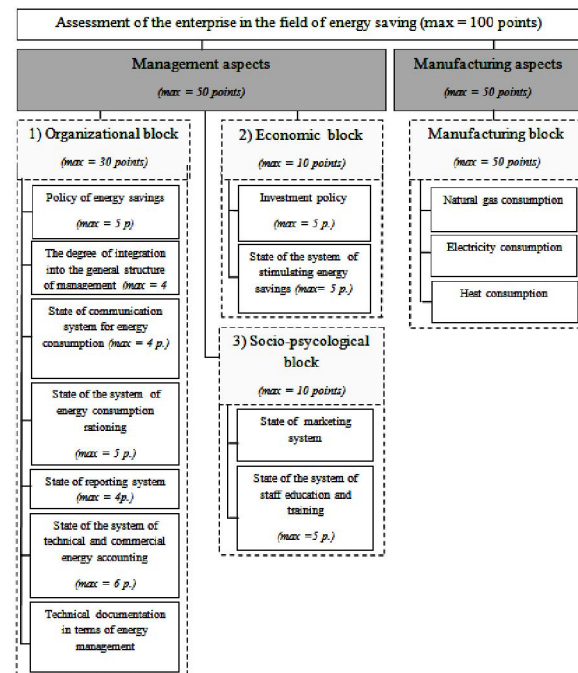 Assessment of the enterprise in the field of energy saving (max = 100 points)
Management aspects
(max = 50 points)
Manufacturing aspects
(max = 50 points)
1) Organizational block
(max = 30 points)
Policy of energy savings
(max = 5 p)
The degree of integration
into the general structure
of management (max = 4
State of communication
system for energy
consumption (max = 4 p.)
State of the system of
energy consumption
rationing
(max = 5 p.)
State of reporting system
(max = 4p.)
State of the system of
technical and commercial
energy accounting
(max = 6 p.)
Technical documentation
in terms of energy
management
2) Economic block
(max = 10 points)
Investment policy
(max = 5 p.)
State of the system of
stimulating energy
savings (max= 5 p.)
3) Socio-psycological
block
(max = 10 points)
State of marketing
system
State of the system of
staff education and
training
(max =5 p.)
Manufacturing block
(max = 50 points)
Natural gas consumption
Electricity consumption
Heat consumption